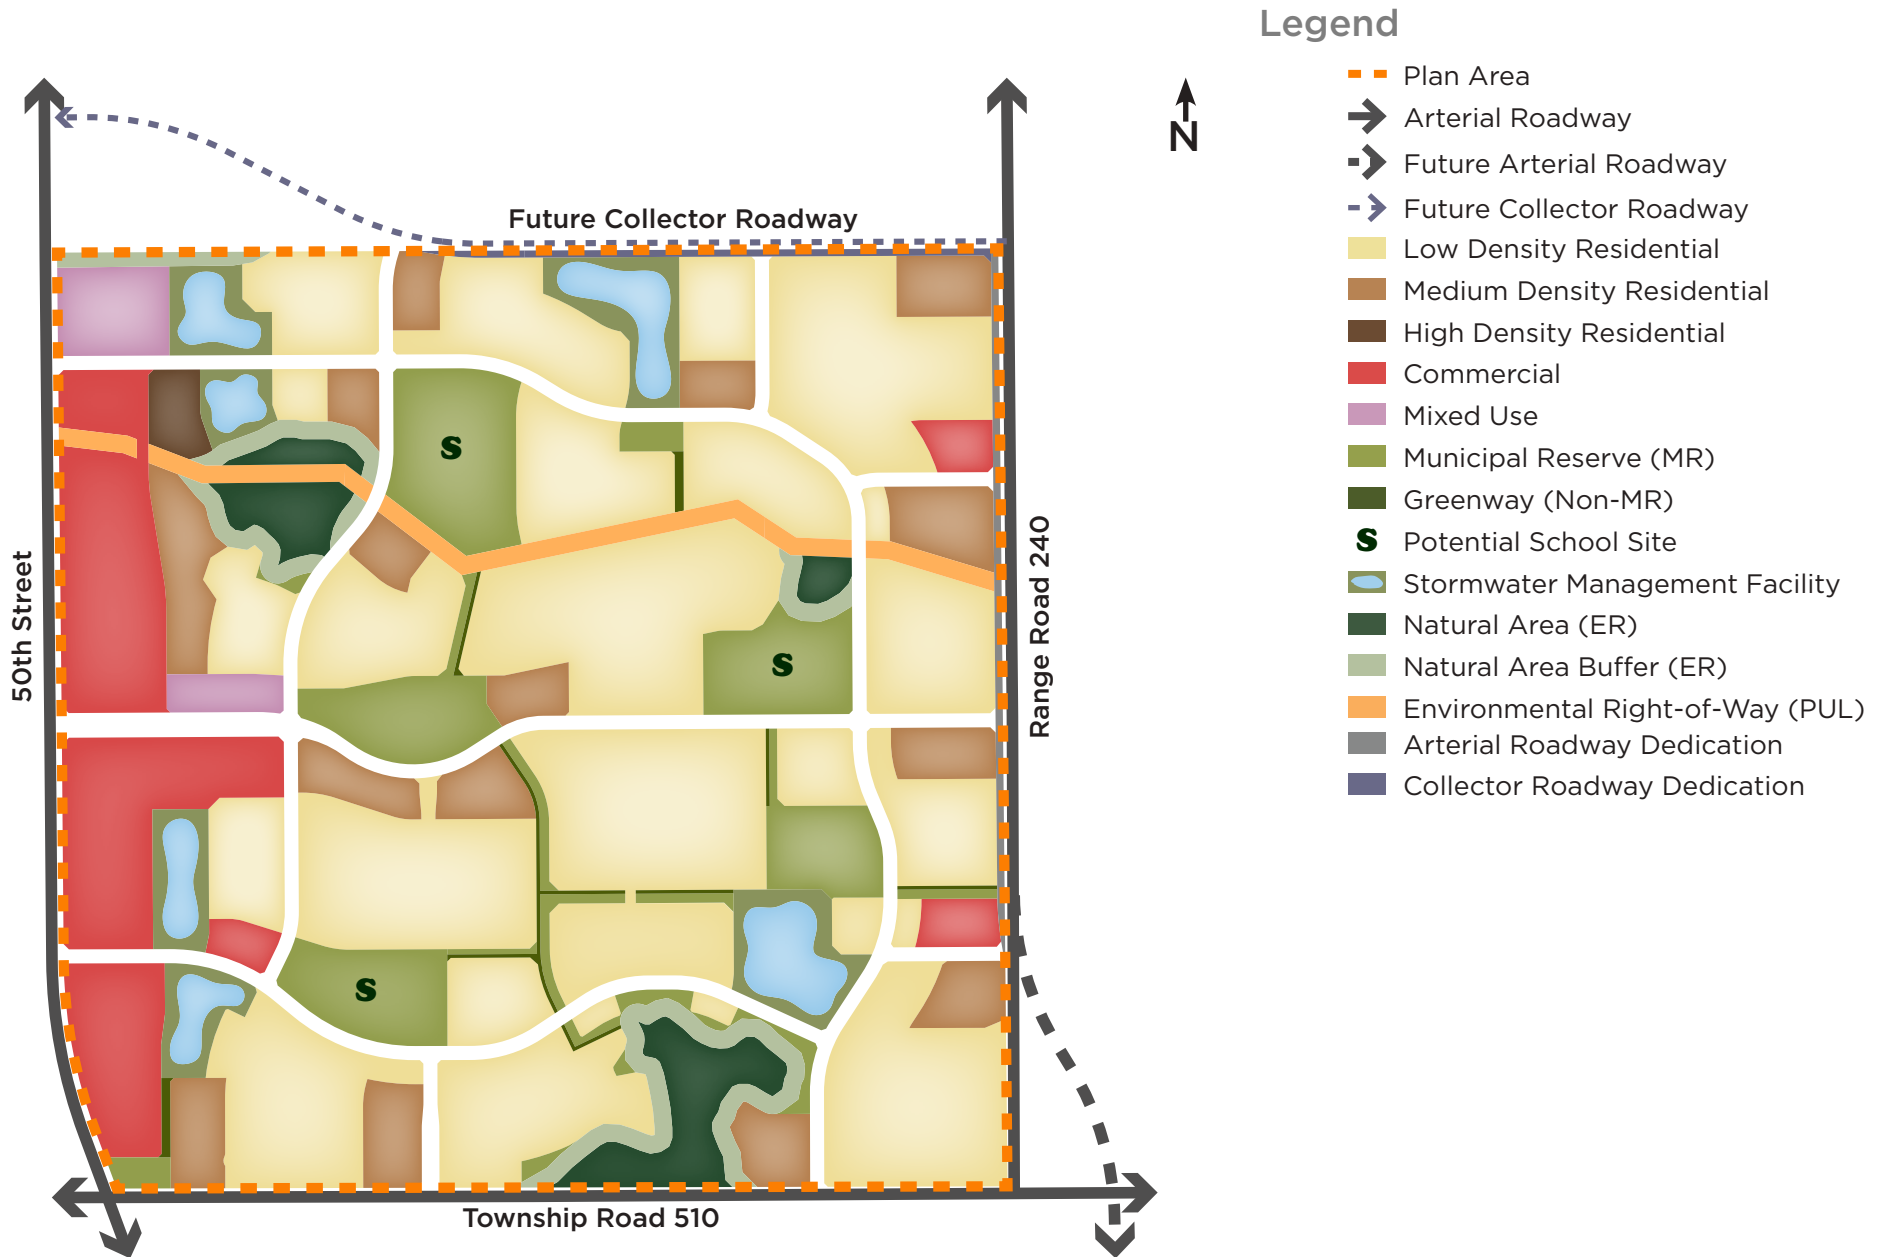 Legend
Plan Area
Arterial Roadway
Future Arterial Roadway
Future Collector Roadway
Low Density Residential
Medium Density Residential
High Density Residential
Commercial
Mixed Use
Municipal Reserve (MR)
Greenway (Non-MR)
S Potential School Site
Stormwater Management Facility
Natural Area (ER)
Natural Area Buffer (ER)
Environmental Right-of-Way (PUL)
Arterial Roadway Dedication
Collector Roadway Dedication
N
Future Collector Roadway
50th Street
Range Road 240
Township Road 510
S
S
S